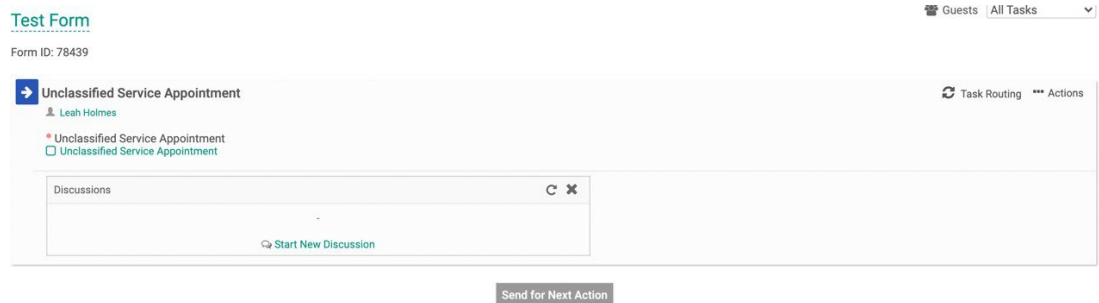 Test Form
Guests All Tasks
Form ID: 78439
Unclassified Service Appointment
Task Routing Actions
Leah Holmes
* Unclassified Service Appointment
Unclassified Service Appointment
Discussions
-
Start New Discussion
Send for Next Action